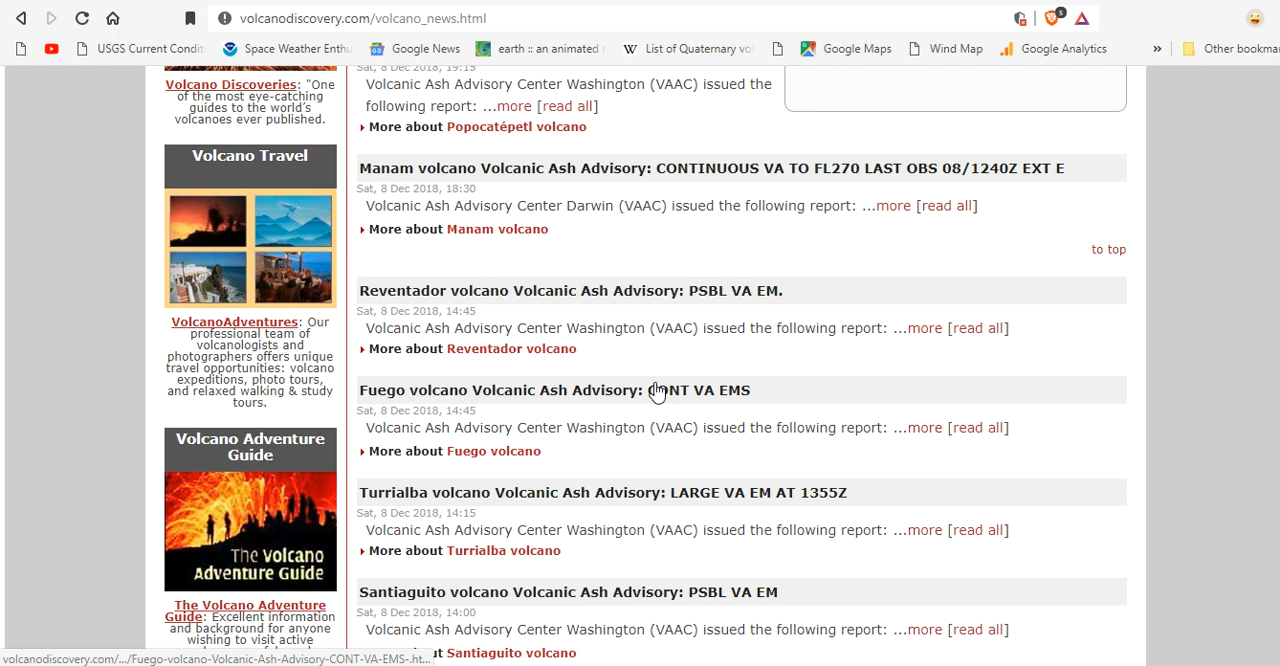 volcanodiscovery.com/volcano_news.html
5
USGS Current Condit
Space Weather Enthu
Google News
earth :: an animated
List of Quaternary vol
Google Maps
Wind Map
Google Analytics
»
Other bookma
Volcano Discoveries: "One
of the most eye-catching
guides to the world's
volcanoes ever published.
Volcano Travel
VolcanoAdventures: Our
professional team of
volcanologists and
photographers offers unique
travel opportunities: volcano
expeditions, photo tours,
and relaxed walking & study
tours.
Volcano Adventure
Guide
The Volcano
Adventure Guide
The Volcano Adventure
Guide: Excellent information
and background for anyone
wishing to visit active
Sat, 8 Dec 2018, 19:15
Volcanic Ash Advisory Center Washington (VAAC) issued the
following report: ...more [read all]
More about Popocatépetl volcano
Manam volcano Volcanic Ash Advisory: CONTINUOUS VA TO FL270 LAST OBS 08/1240Z EXT E
Sat, 8 Dec 2018, 18:30
Volcanic Ash Advisory Center Darwin (VAAC) issued the following report: ...more [read all]
More about Manam volcano
to top
Reventador volcano Volcanic Ash Advisory: PSBL VA EM.
Sat, 8 Dec 2018, 14:45
Volcanic Ash Advisory Center Washington (VAAC) issued the following report: ...more [read all]
More about Reventador volcano
Fuego volcano Volcanic Ash Advisory: CONT VA EMS
Sat, 8 Dec 2018, 14:45
Volcanic Ash Advisory Center Washington (VAAC) issued the following report: ...more [read all]
More about Fuego volcano
Turrialba volcano Volcanic Ash Advisory: LARGE VA EM AT 1355Z
Sat, 8 Dec 2018, 14:15
Volcanic Ash Advisory Center Washington (VAAC) issued the following report: ...more [read all]
More about Turrialba volcano
Santiaguito volcano Volcanic Ash Advisory: PSBL VA EM
Sat, 8 Dec 2018, 14:00
Volcanic Ash Advisory Center Washington (VAAC) issued the following report: ...more [read all]
Santiaguito volcano
volcanodiscovery.com/.../Fuego-volcano-Volcanic-Ash-Advisory-CONT-VA-EMS-.ht...